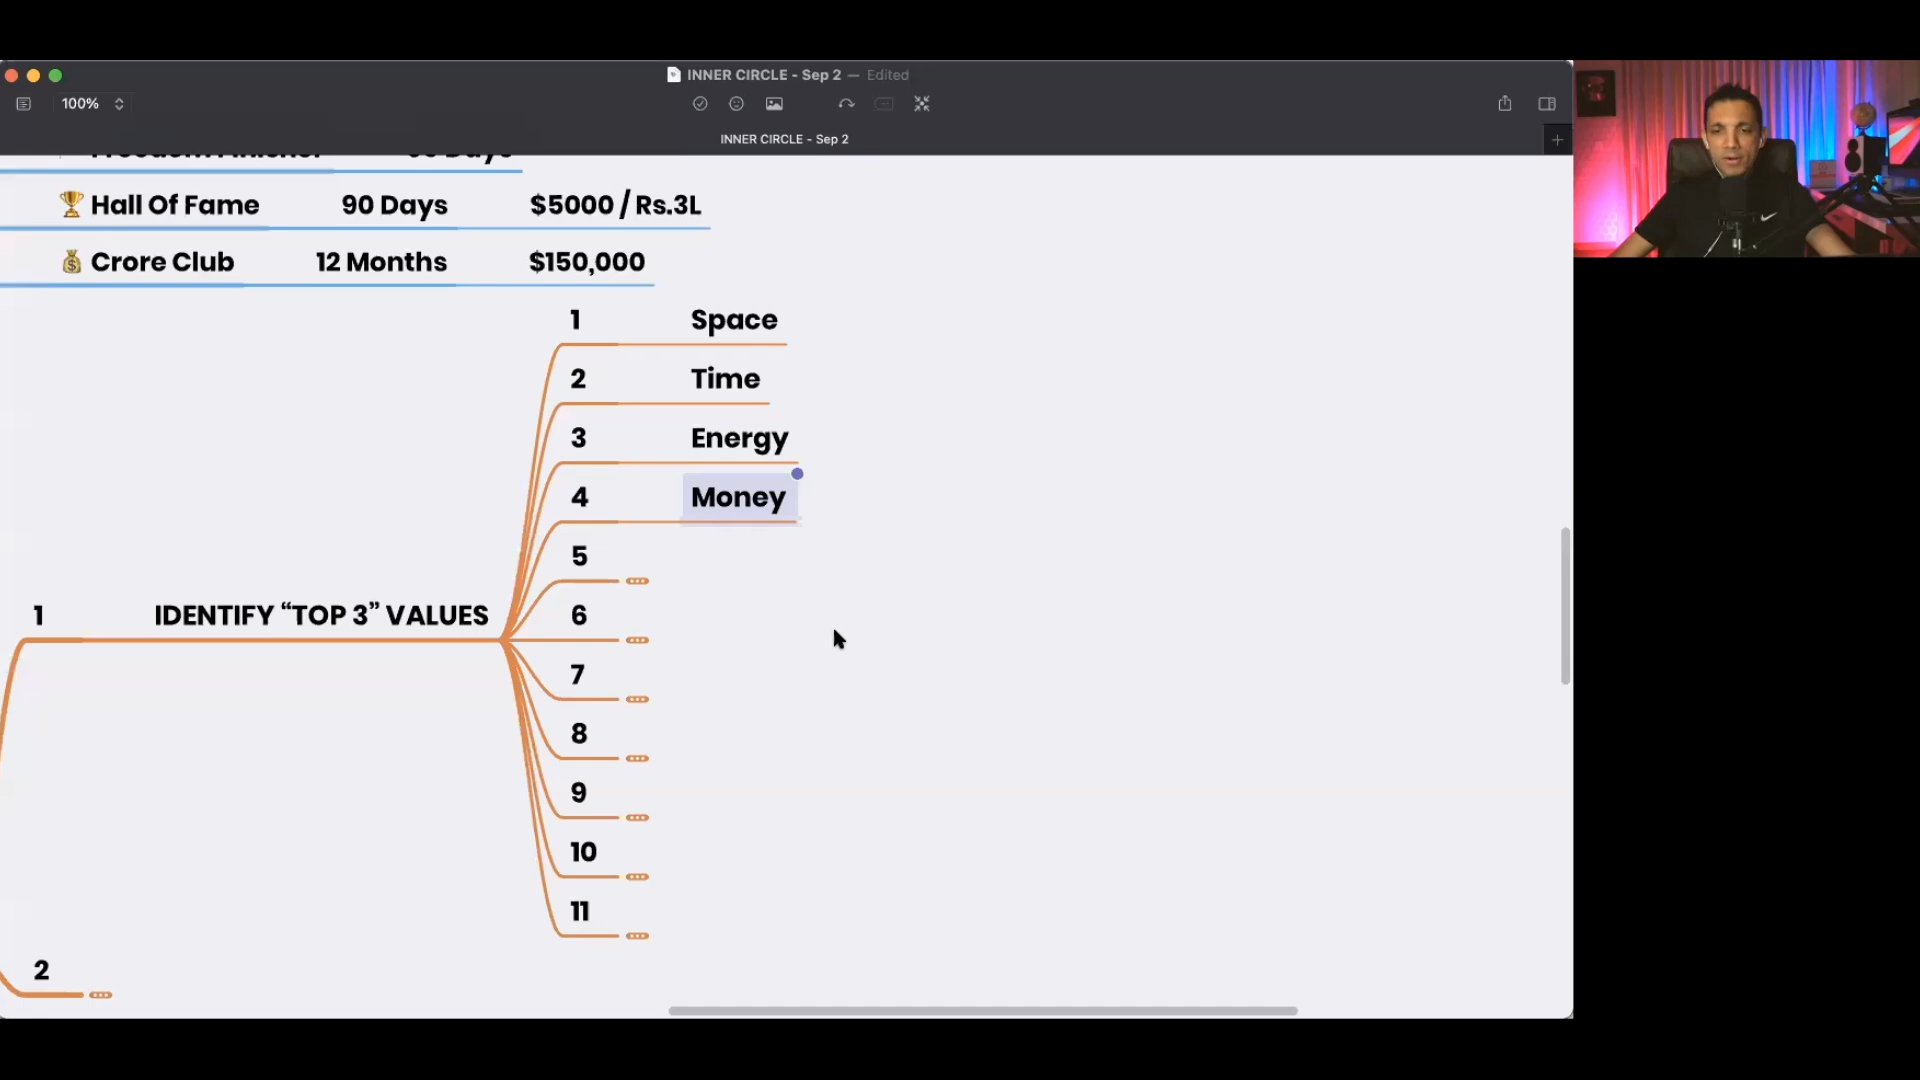 INNER CIRCLE - Sep 2 — Edited
100%
INNER CIRCLE - Sep 2
🏆 Hall Of Fame 90 Days $5000 / Rs.3L
💰 Crore Club 12 Months $150,000
1 Space
2 Time
3 Energy
4 Money
5
1 IDENTIFY “TOP 3” VALUES
6
7
8
9
10
11
2